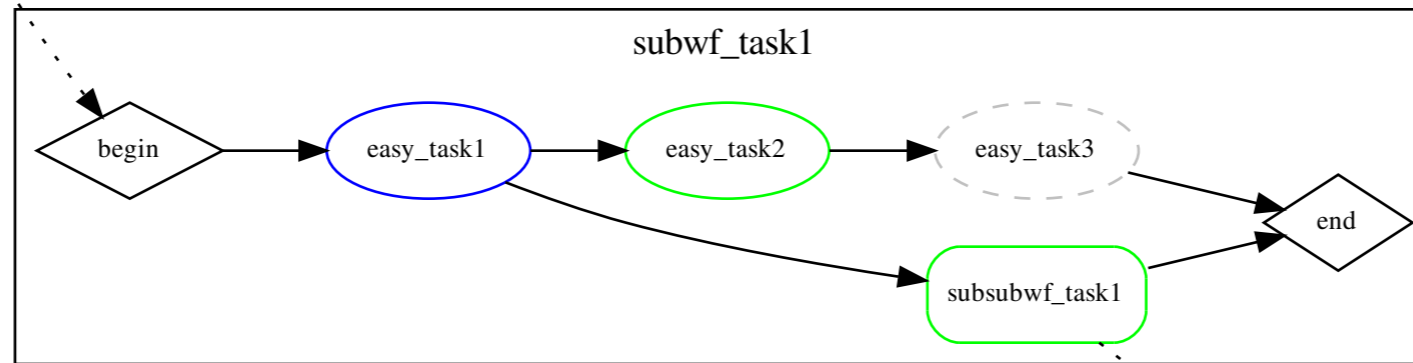 subwf_task1
begin
easy_task1
easy_task2
easy_task3
end
subsubwf_task1